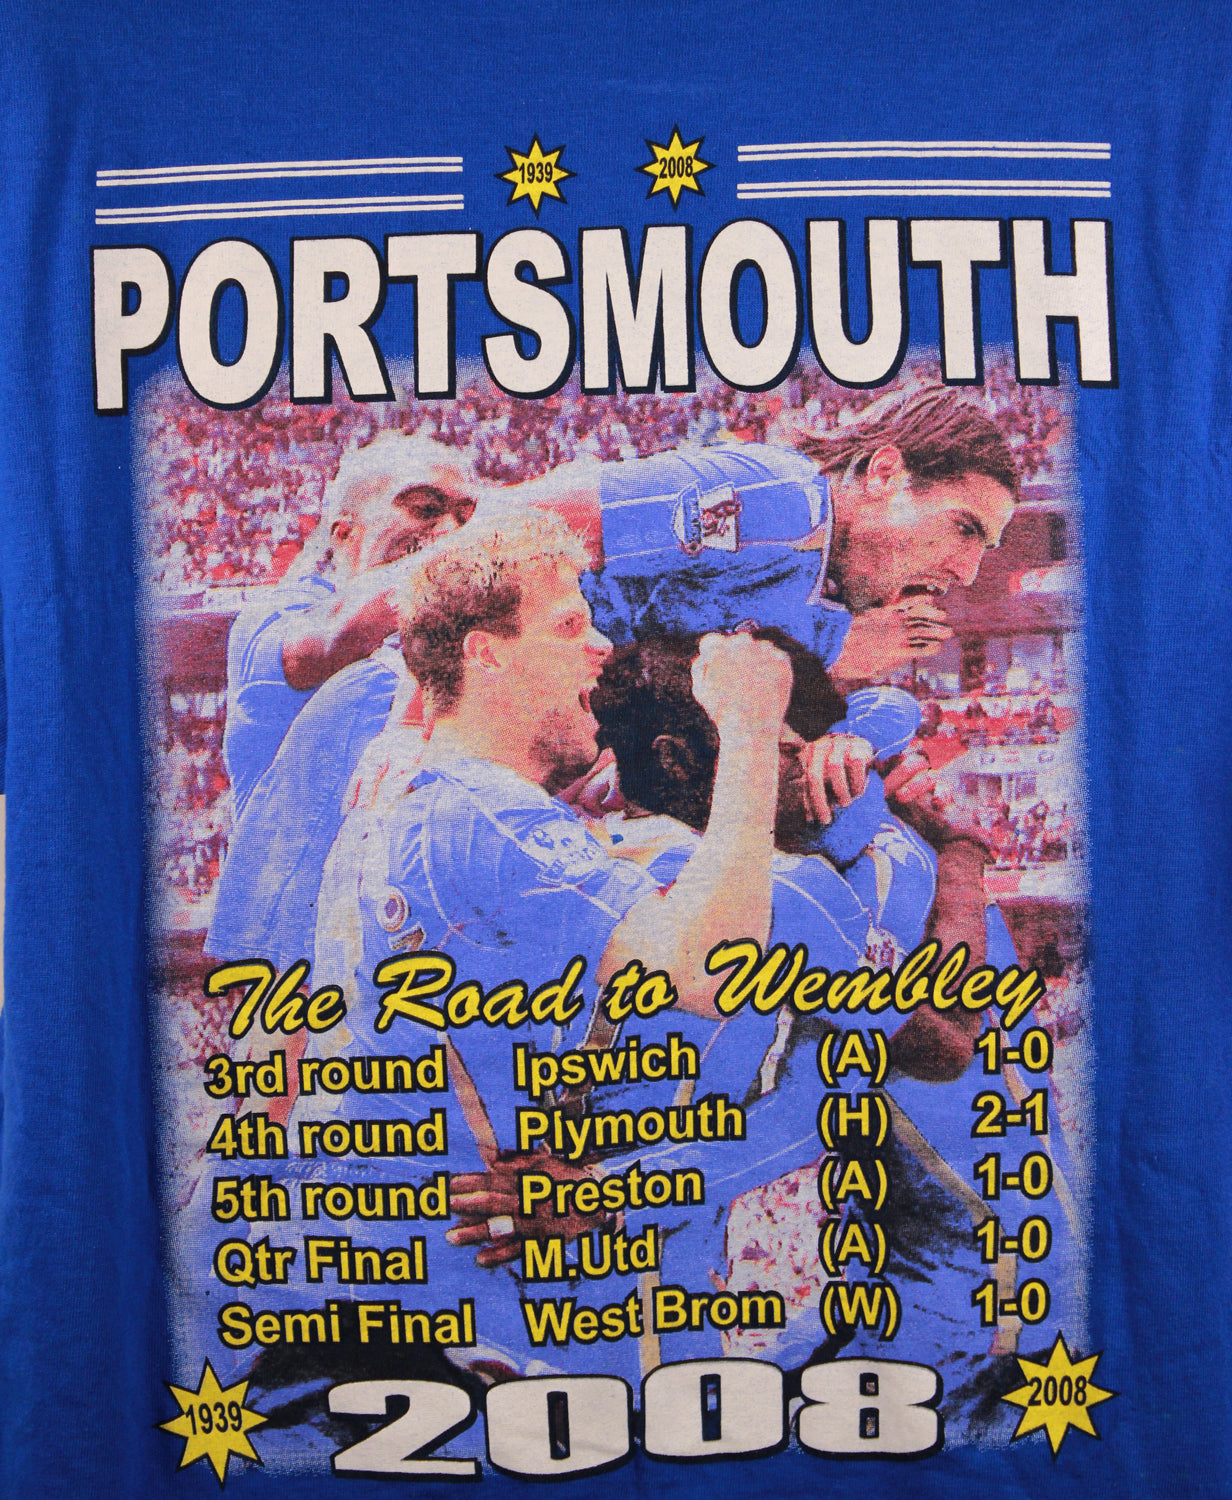 1939 2008
PORTSMOUTH
The Road to Wembley
3rd round Ipswich (A) 1-0
4th round Plymouth (H) 2-1
5th round Preston (A) 1-0
Qtr Final M.Utd (A) 1-0
Semi Final West Brom (W) 1-0
1939 2008 2008